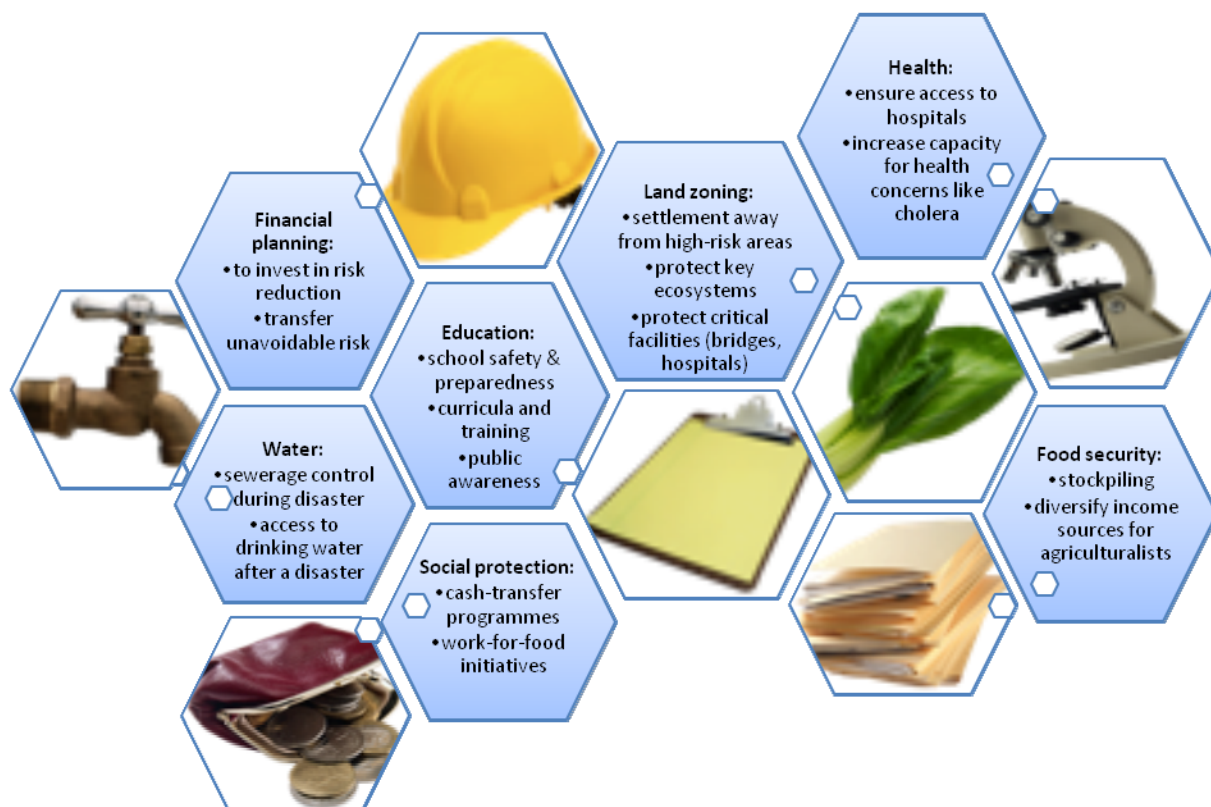 Health:
•ensure access to
hospitals
•increase capacity
for health
concerns like
cholera
Land zoning:
•settlement away
from high-risk areas
•protect key
ecosystems
•protect critical
facilities (bridges,
hospitals)
Financial
planning:
•to invest in risk
reduction
•transfer
unavoidable risk
Education:
•school safety &
preparedness
•curricula and
training
•public
awareness
Water:
•sewerage control
during disaster
•access to
drinking water
after a disaster
Food security:
•stockpiling
•diversify income
sources for
agriculturalists
Social protection:
•cash-transfer
programmes
•work-for-food
initiatives